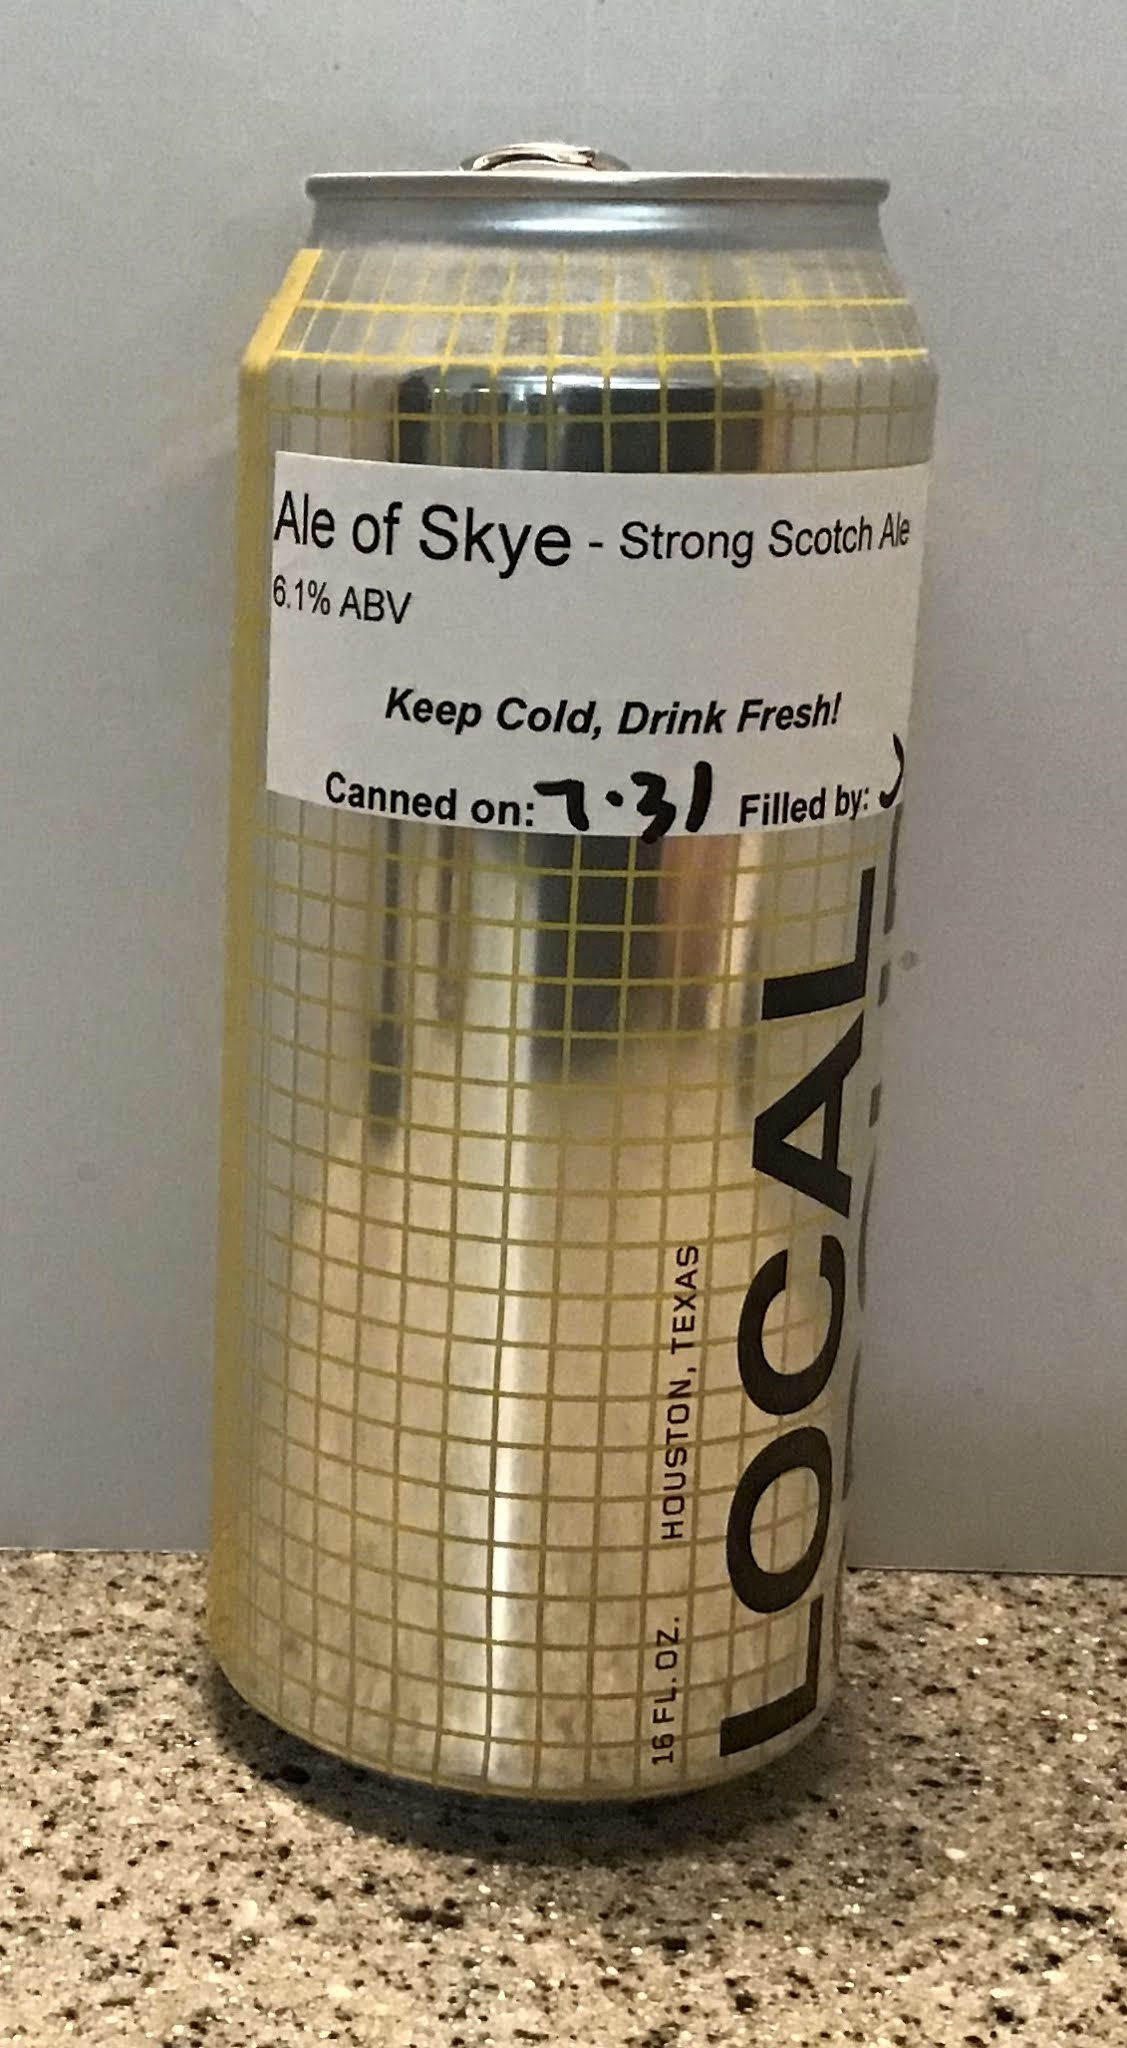 Ale of Skye - Strong Scotch Ale
6.1% ABV
Keep Cold, Drink Fresh!
Canned on: 7.31 Filled by:
LOCAL
HOUSTON, TEXAS
16 FL. OZ.